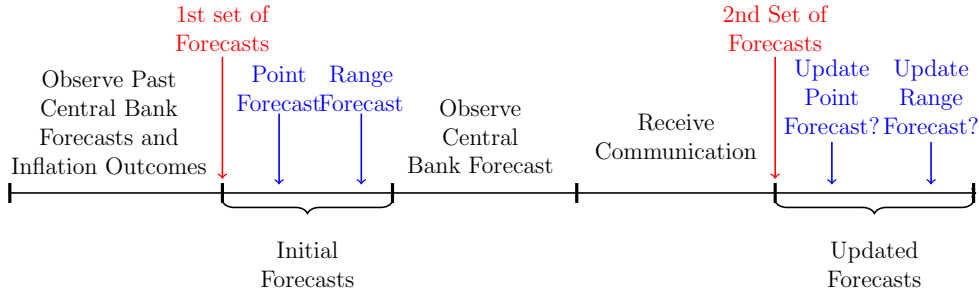 1st set of
Forecasts
2nd Set of
Forecasts
Observe Past
Central Bank
Forecasts and
Inflation Outcomes
Point
Forecast
Range
Forecast
Observe
Central
Bank Forecast
Receive
Communication
Update
Point
Forecast?
Update
Range
Forecast?
Initial
Forecasts
Updated
Forecasts